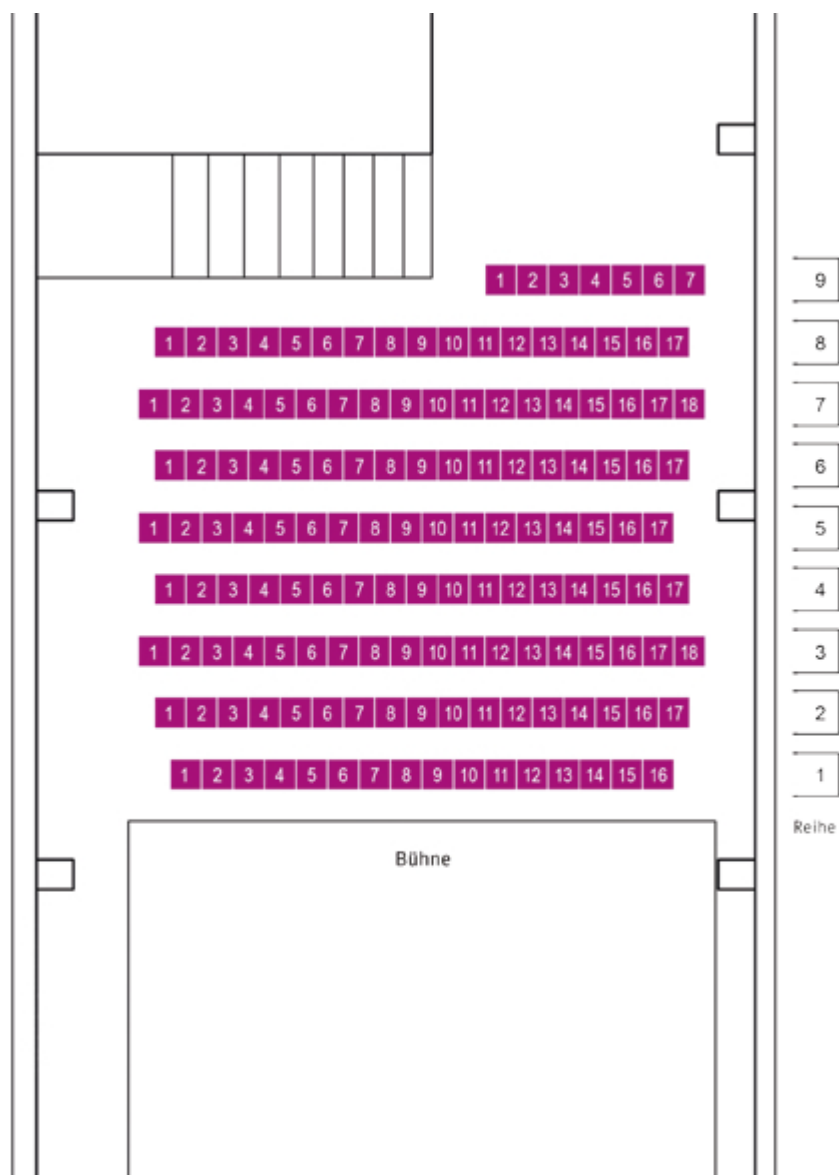 1 2 3 4 5 6 7 9
1 2 3 4 5 6 7 8 9 10 11 12 13 14 15 16 17 8
1 2 3 4 5 6 7 8 9 10 11 12 13 14 15 16 17 18 7
1 2 3 4 5 6 7 8 9 10 11 12 13 14 15 16 17 6
1 2 3 4 5 6 7 8 9 10 11 12 13 14 15 16 17 5
1 2 3 4 5 6 7 8 9 10 11 12 13 14 15 16 17 4
1 2 3 4 5 6 7 8 9 10 11 12 13 14 15 16 17 18 3
1 2 3 4 5 6 7 8 9 10 11 12 13 14 15 16 17 2
1 2 3 4 5 6 7 8 9 10 11 12 13 14 15 16 1
Reihe
Bühne